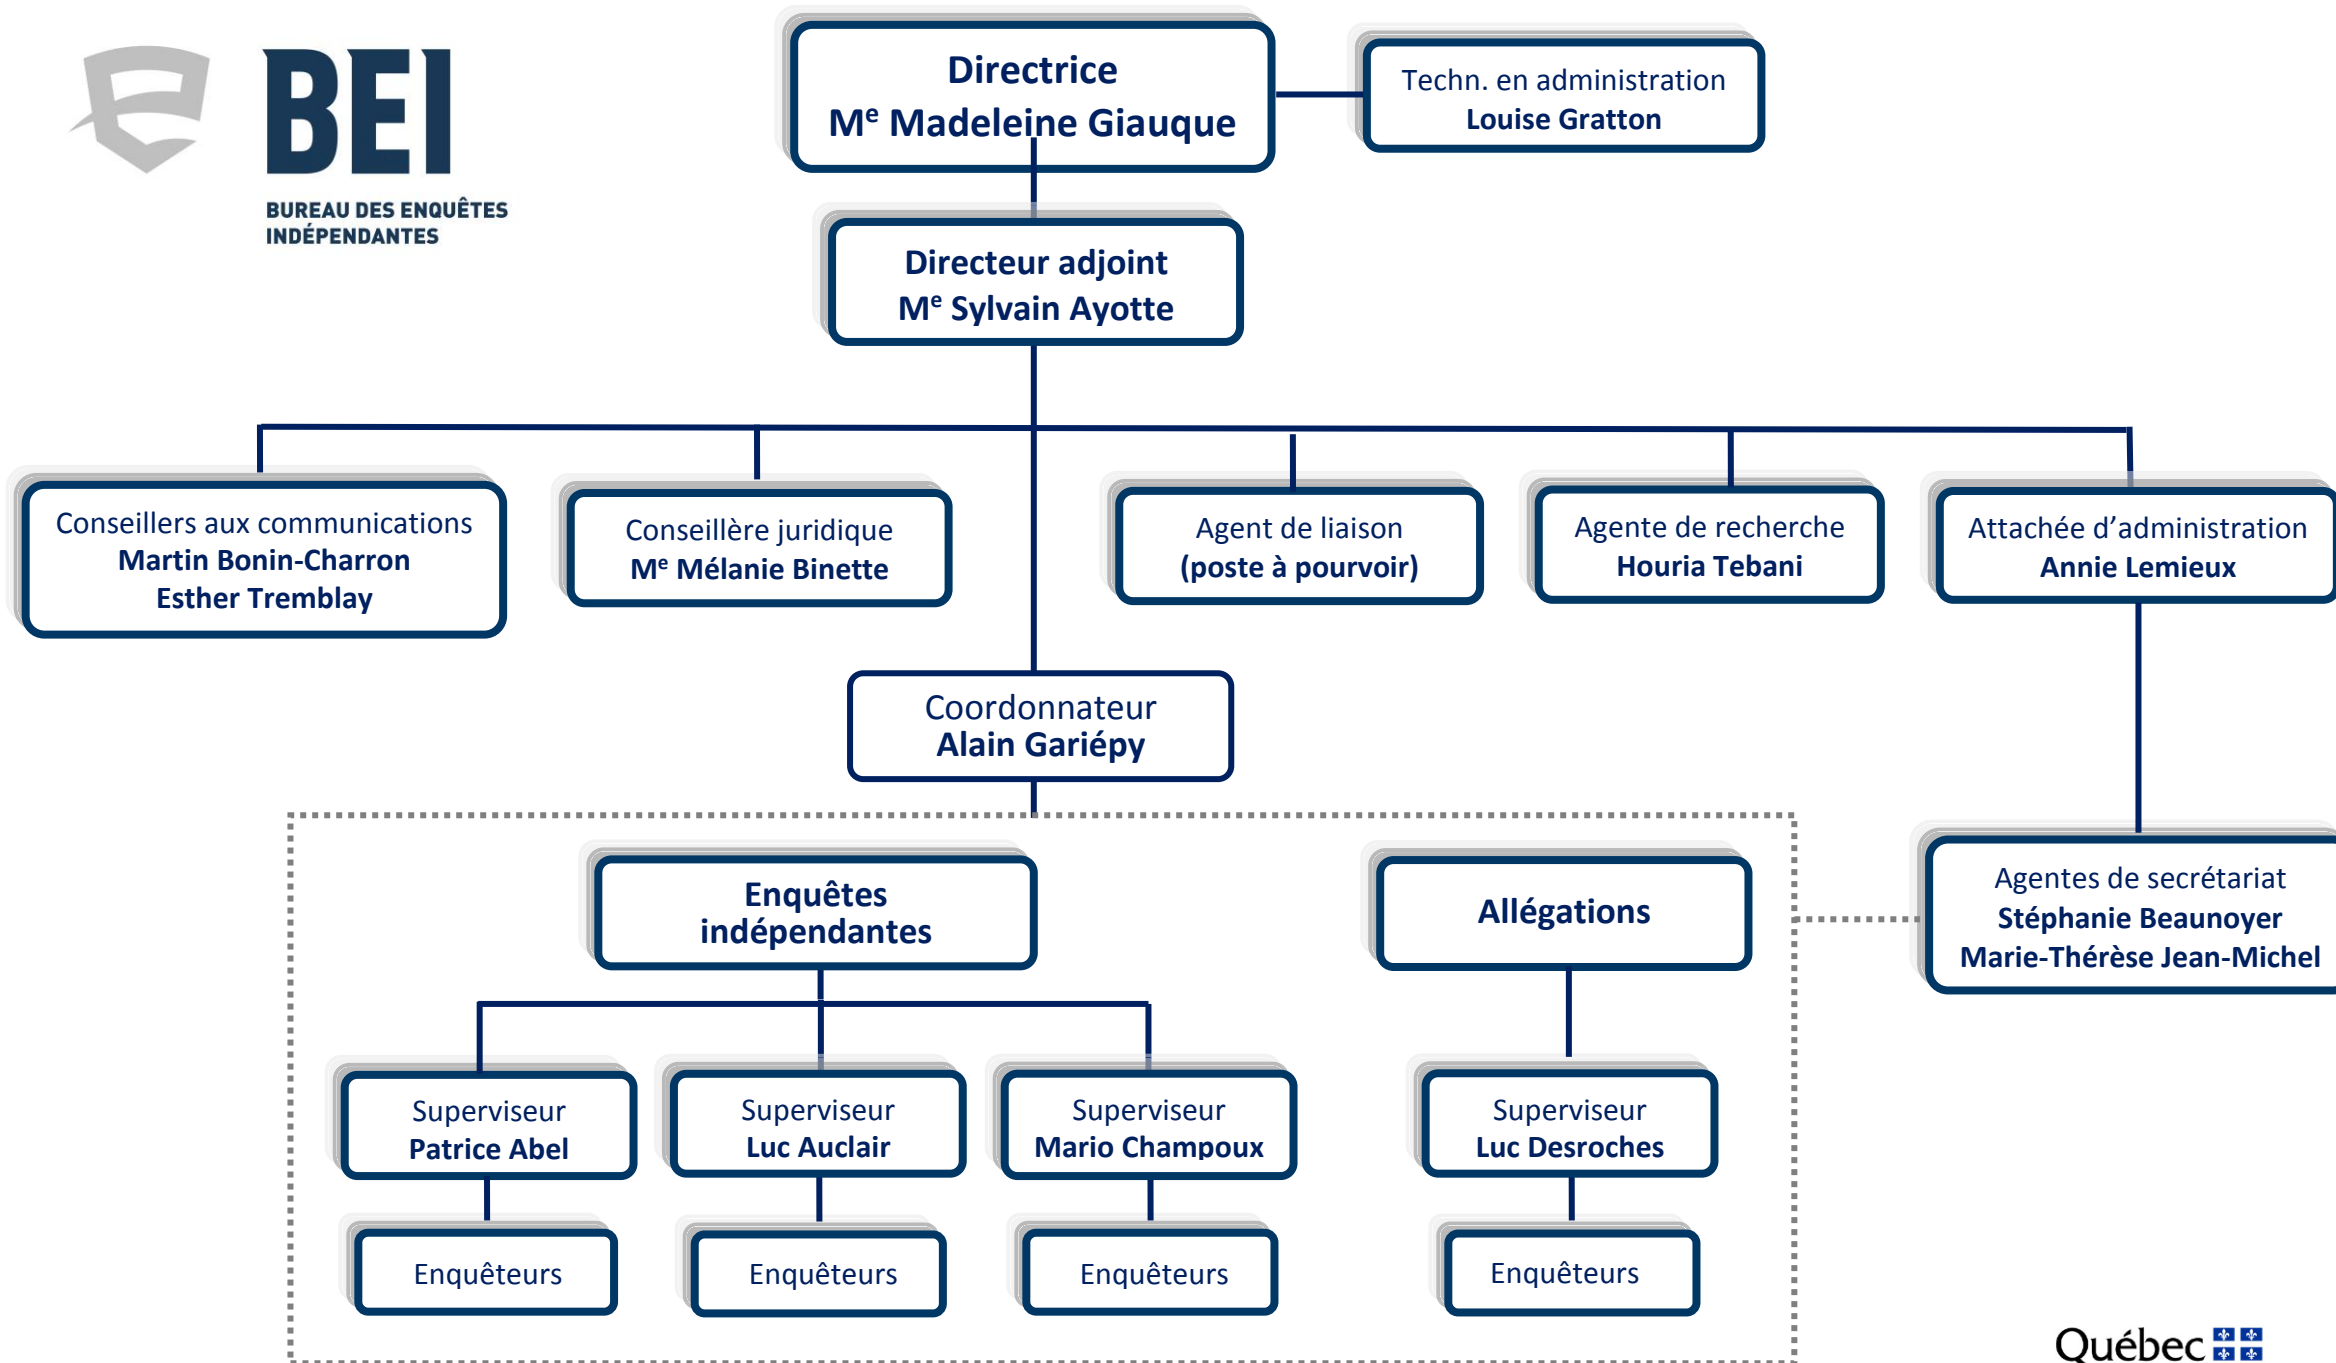 BEI
BUREAU DES ENQUÊTES
INDÉPENDANTES
Directrice
Me Madeleine Giauque
Techn. en administration
Louise Gratton
Directeur adjoint
Me Sylvain Ayotte
Conseillers aux communications
Martin Bonin-Charron
Esther Tremblay
Conseillère juridique
Me Mélanie Binette
Agent de liaison
(poste à pourvoir)
Agente de recherche
Houria Tebani
Attachée d’administration
Annie Lemieux
Coordonnateur
Alain Gariépy
Enquêtes
indépendantes
Allégations
Agentes de secrétariat
Stéphanie Beaunoyer
Marie-Thérèse Jean-Michel
Superviseur
Patrice Abel
Superviseur
Luc Auclair
Superviseur
Mario Champoux
Superviseur
Luc Desroches
Enquêteurs
Enquêteurs
Enquêteurs
Enquêteurs
Québec